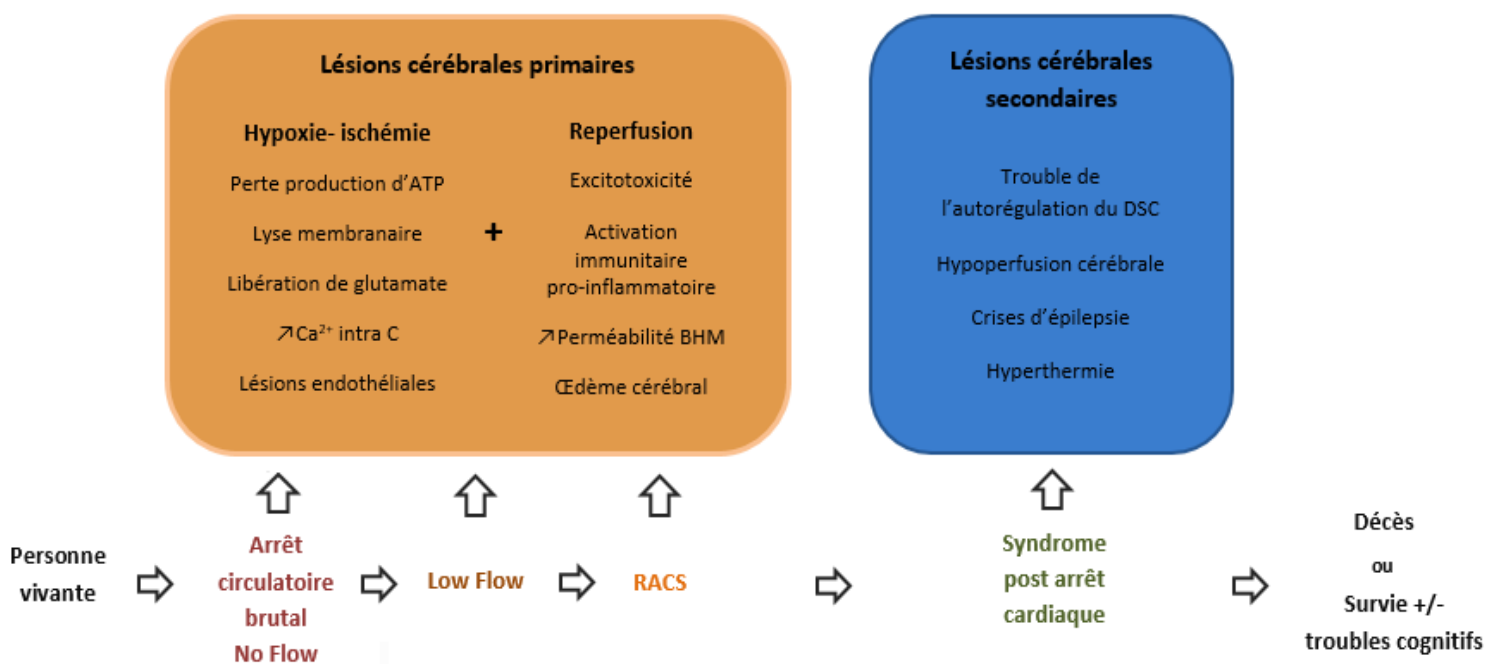 Lésions cérébrales primaires
Hypoxie- ischémie
Perte production d'ATP
Lyse membranaire
Libération de glutamate
↗Ca²⁺ intra C
Lésions endothéliales
+
Reperfusion
Excitotoxicité
Activation
immunitaire
pro-inflammatoire
↗Perméabilité BHM
Œdème cérébral
Lésions cérébrales
secondaires
Trouble de
l'autorégulation du DSC
Hypoperfusion cérébrale
Crises d'épilepsie
Hyperthermie
Personne
vivante
Arrêt
circulatoire
brutal
No Flow
Low Flow
RACS
Syndrome
post arrêt
cardiaque
Décès
ou
Survie +/-
troubles cognitifs